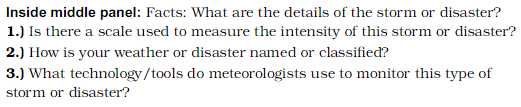 Inside middle panel: Facts: What are the details of the storm or disaster?
1.) Is there a scale used to measure the intensity of this storm or disaster?
2.) How is your weather or disaster named or classified?
3.) What technology/tools do meteorologists use to monitor this type of
storm or disaster?